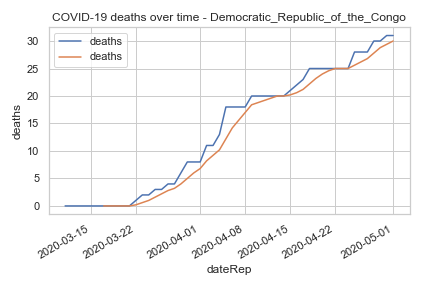 COVID-19 deaths over time - Democratic_Republic_of_the_Congo
deaths
deaths
deaths
30
25
20
15
10
5
0
2020-03-15
2020-03-22
2020-04-01
2020-04-08
2020-04-15
2020-04-22
2020-05-01
dateRep